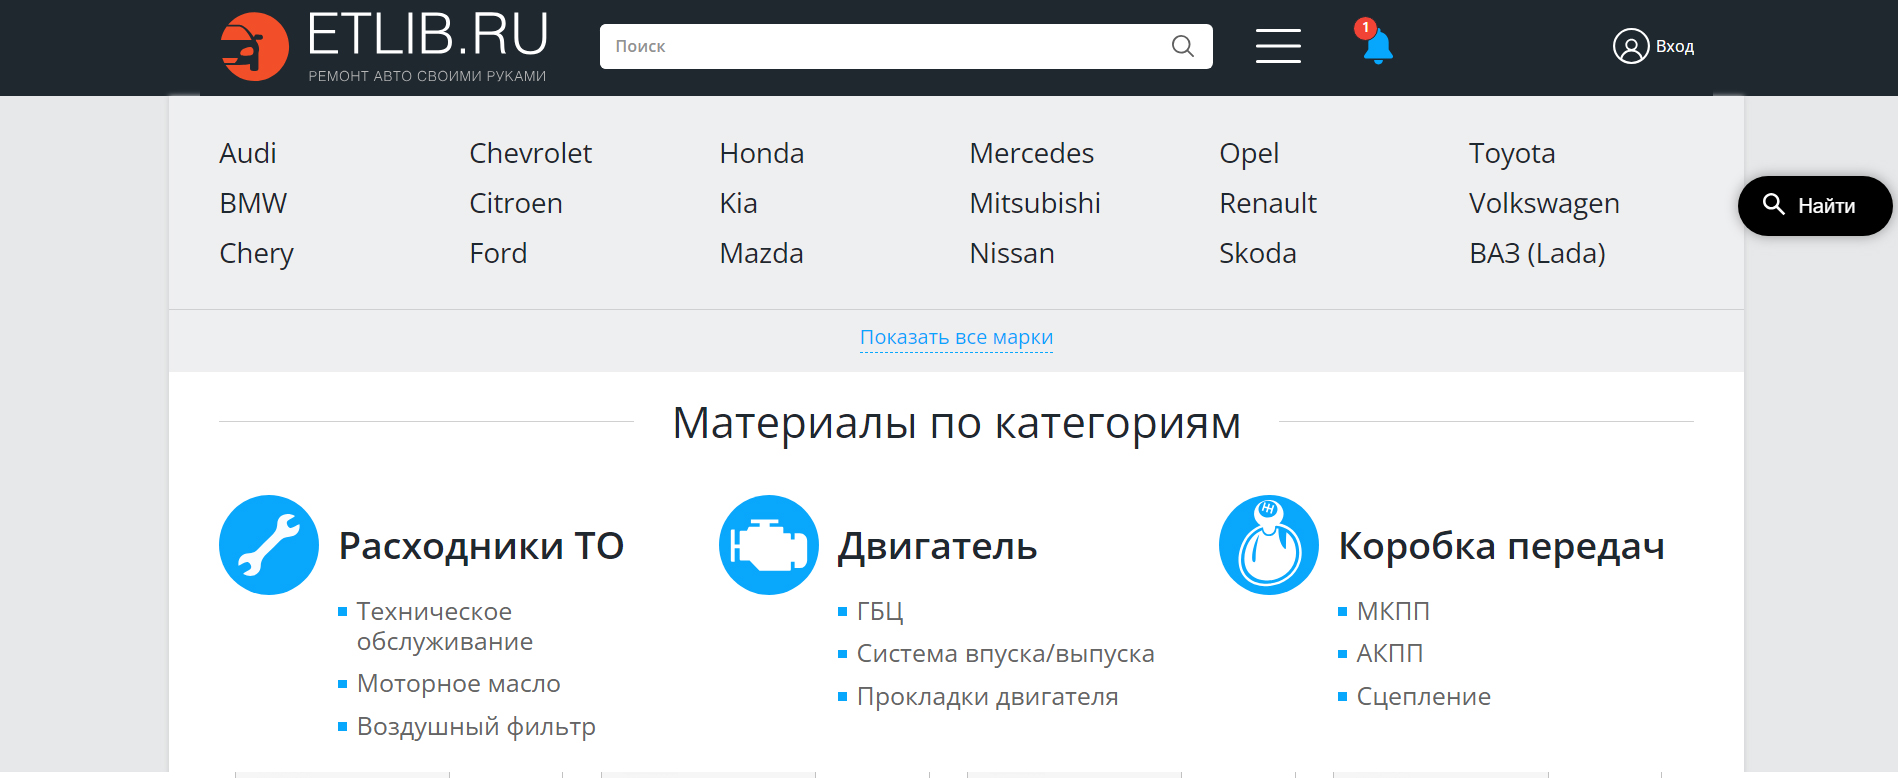 ETLIB.RU
РЕМОНТ АВТО СВОИМИ РУКАМИ
Поиск
1
Вход
Audi
Chevrolet
Honda
Mercedes
Opel
Toyota
BMW
Citroen
Kia
Mitsubishi
Renault
Volkswagen
Chery
Ford
Mazda
Nissan
Skoda
ВАЗ (Lada)
Найти
Показать все марки
Материалы по категориям
Расходники ТО
Техническое
обслуживание
Моторное масло
Воздушный фильтр
Двигатель
ГБЦ
Система впуска/выпуска
Прокладки двигателя
Коробка передач
МКПП
АКПП
Сцепление